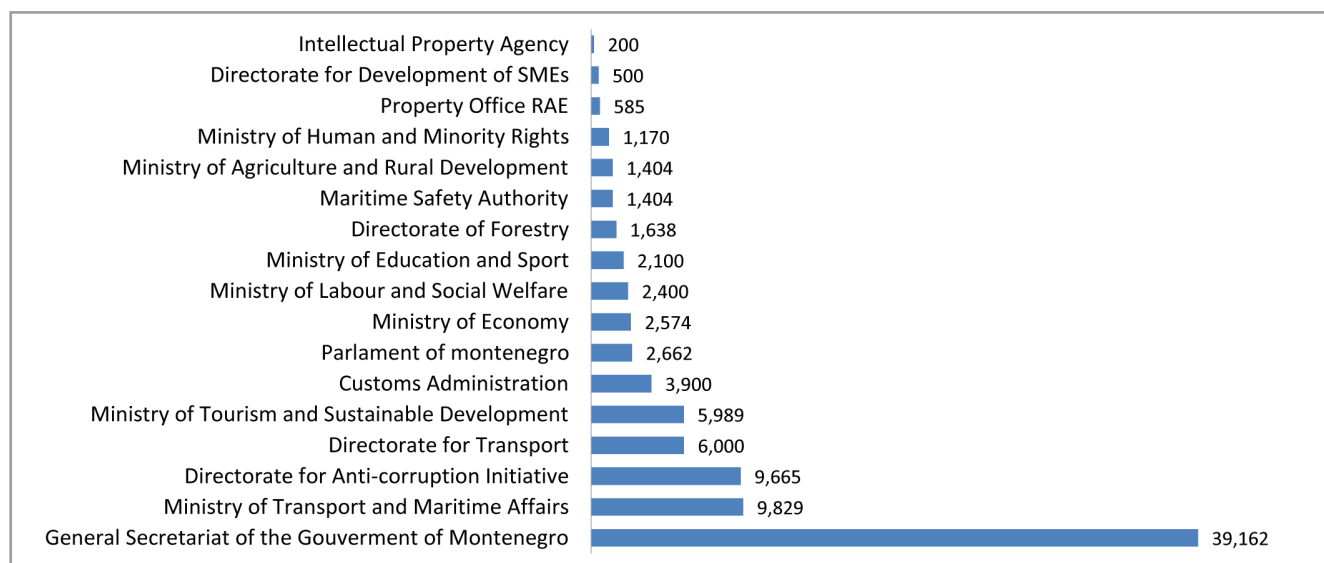 Intellectual Property Agency 200
Directorate for Development of SMEs 500
Property Office RAE 585
Ministry of Human and Minority Rights 1,170
Ministry of Agriculture and Rural Development 1,404
Maritime Safety Authority 1,404
Directorate of Forestry 1,638
Ministry of Education and Sport 2,100
Ministry of Labour and Social Welfare 2,400
Ministry of Economy 2,574
Parlament of montenegro 2,662
Customs Administration 3,900
Ministry of Tourism and Sustainable Development 5,989
Directorate for Transport 6,000
Directorate for Anti-corruption Initiative 9,665
Ministry of Transport and Maritime Affairs 9,829
General Secretariat of the Gouverment of Montenegro 39,162